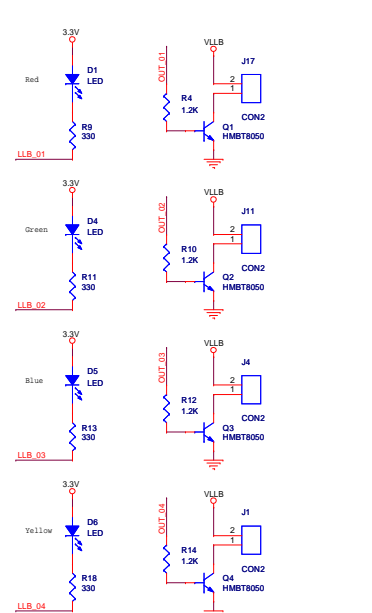 3.3V
Red
D1
LED
R9
330
LLB_01
OUT_01
R4
1.2K
VLLB
J17
2
1
CON2
Q1
HMBT8050
3.3V
Green
D4
LED
R11
330
LLB_02
OUT_02
R10
1.2K
VLLB
J11
2
1
CON2
Q2
HMBT8050
3.3V
Blue
D5
LED
R13
330
LLB_03
OUT_03
R12
1.2K
VLLB
J4
2
1
CON2
Q3
HMBT8050
3.3V
Yellow
D6
LED
R18
330
LLB_04
OUT_04
R14
1.2K
VLLB
J1
2
1
CON2
Q4
HMBT8050